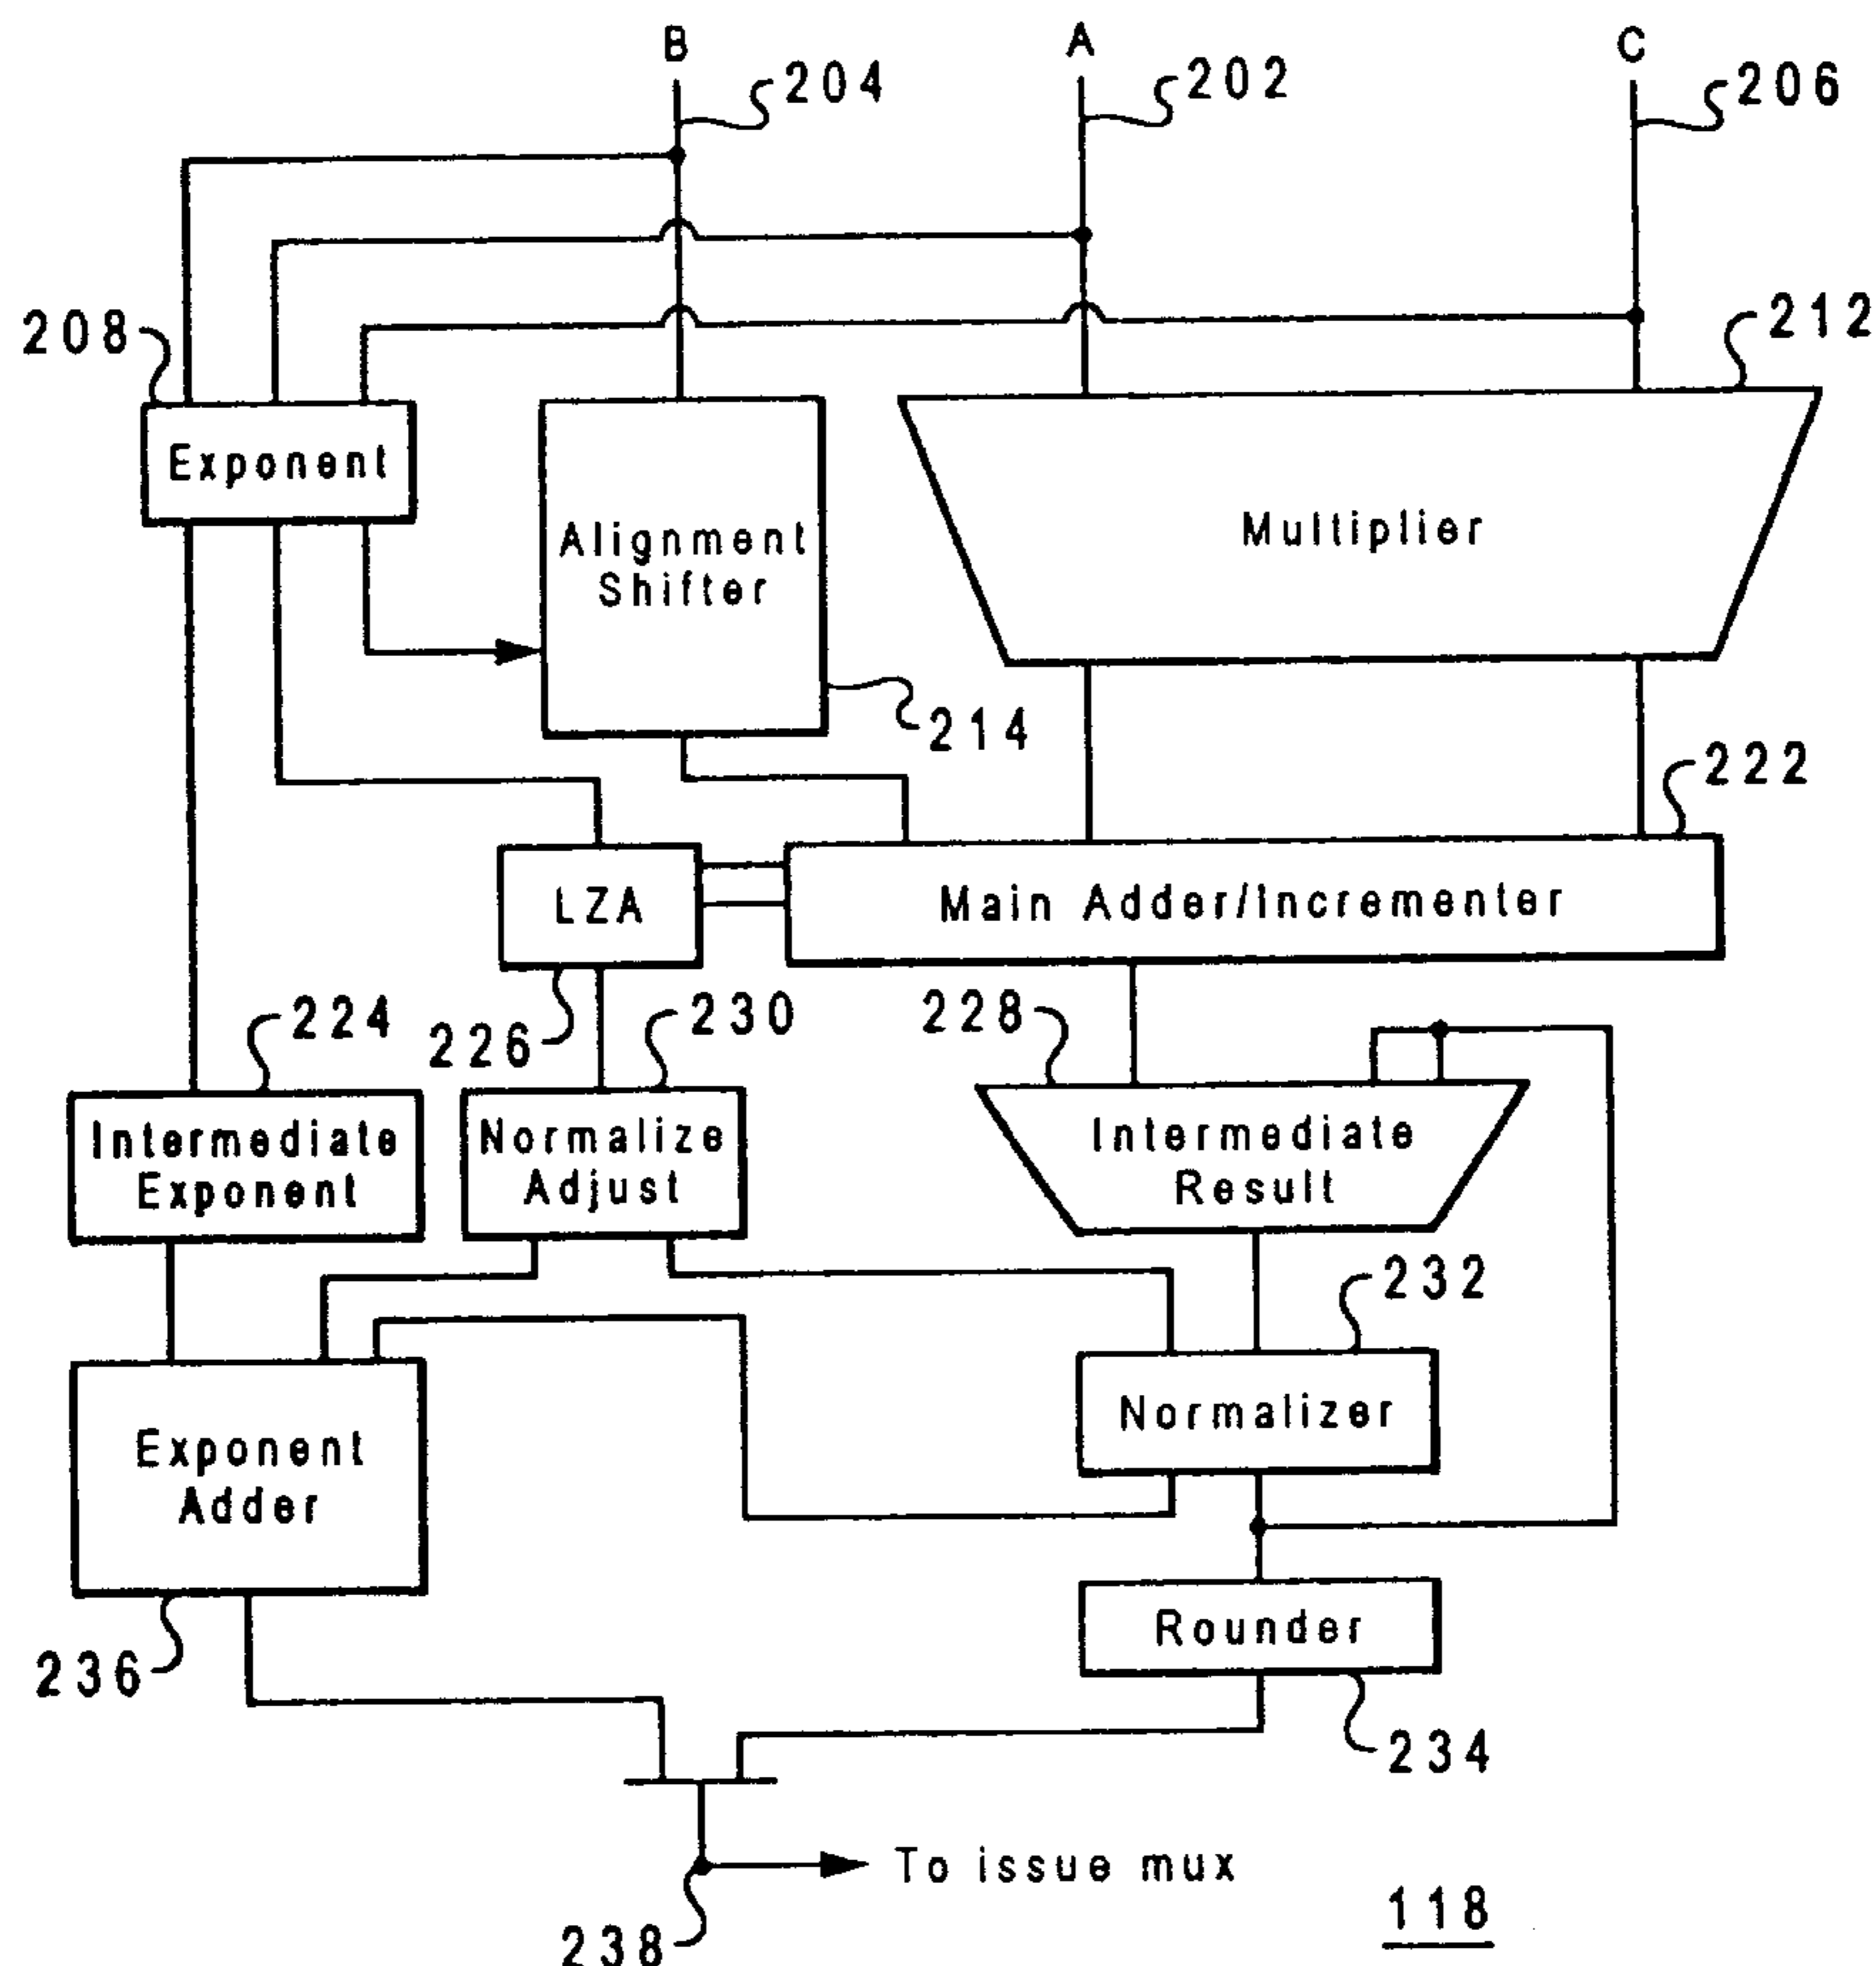 B
A
C
204
202
206
208
212
Exponent
Alignment
Shifter
Multiplier
214
222
LZA
Main Adder/Incrementer
224
226
230
228
Intermediate
Exponent
Normalize
Adjust
Intermediate
Result
232
Exponent
Adder
Normalizer
Rounder
236
234
To issue mux
238
118